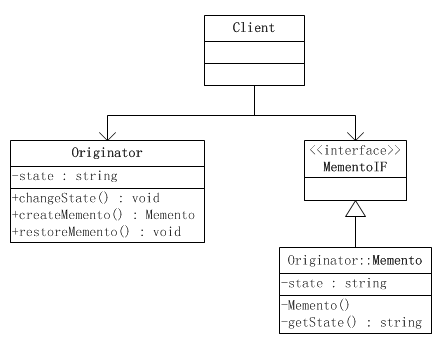 Client
Originator
-state : string
+changeState() : void
+createMemento() : Memento
+restoreMemento() : void
<<interface>>
MementoIF
Originator::Memento
-state : string
-Memento()
-getState() : string